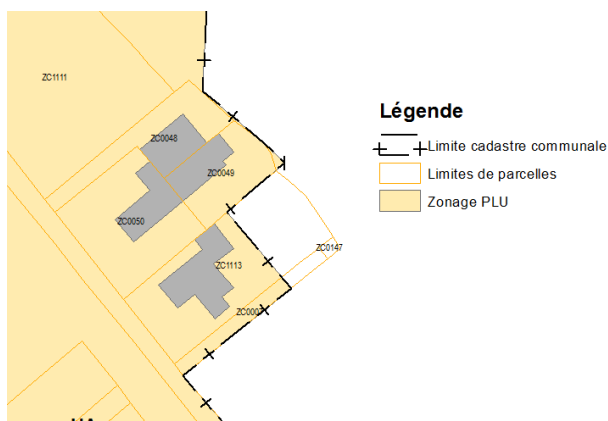 ZC1111
ZC0048
ZC0049
ZC0050
ZC0147
ZC1113
Légende
Limite cadastre communale
Limites de parcelles
Zonage PLU